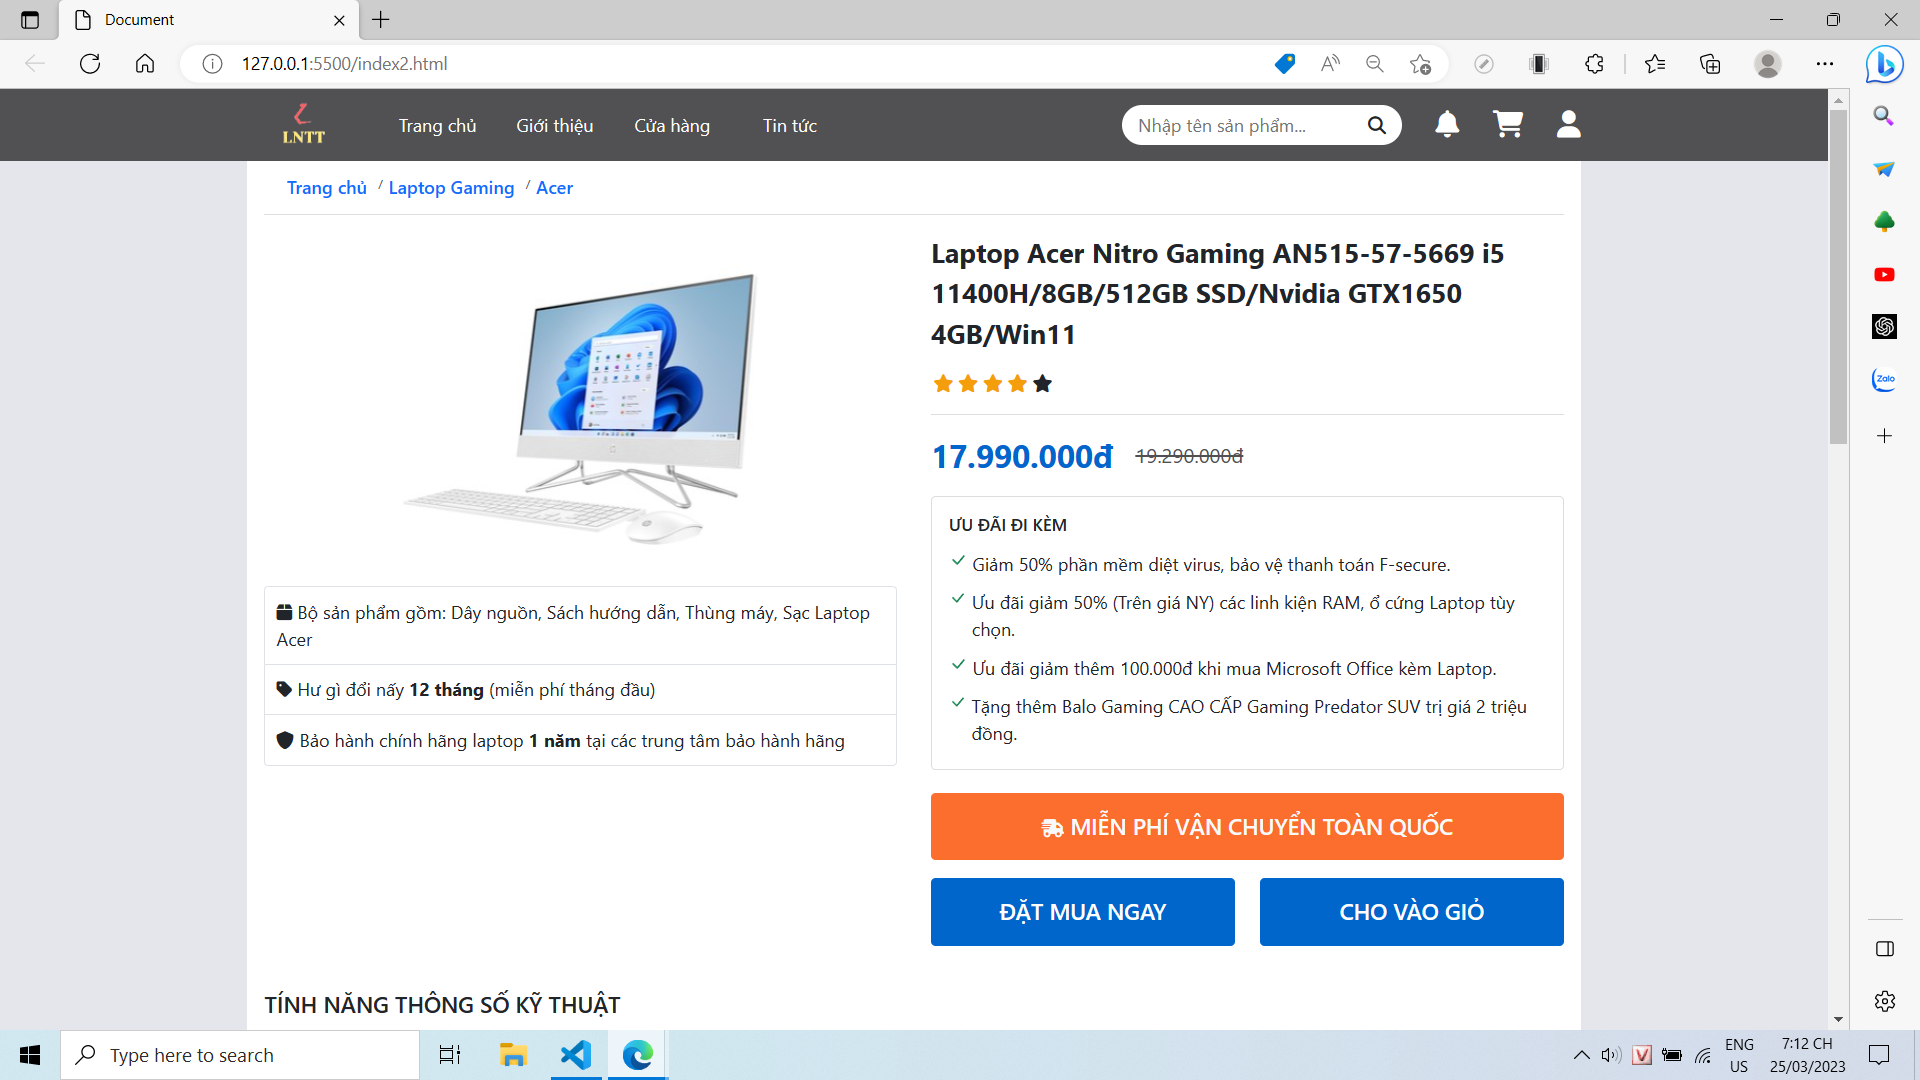 Document
127.0.0.1:5500/index2.html
LNTT
Trang chủ
Giới thiệu
Cửa hàng
Tin tức
Nhập tên sản phẩm...
Trang chủ / Laptop Gaming / Acer
Laptop Acer Nitro Gaming AN515-57-5669 i5
11400H/8GB/512GB SSD/Nvidia GTX1650
4GB/Win11
17.990.000đ 19.290.000đ
ƯU ĐÃI ĐI KÈM
Giảm 50% phần mềm diệt virus, bảo vệ thanh toán F-secure.
Ưu đãi giảm 50% (Trên giá NY) các linh kiện RAM, ổ cứng Laptop tùy
chọn.
Ưu đãi giảm thêm 100.000đ khi mua Microsoft Office kèm Laptop.
Tặng thêm Balo Gaming CAO CẤP Gaming Predator SUV trị giá 2 triệu
đồng.
Bộ sản phẩm gồm: Dây nguồn, Sách hướng dẫn, Thùng máy, Sạc Laptop
Acer
Hư gì đổi nấy 12 tháng (miễn phí tháng đầu)
Bảo hành chính hãng laptop 1 năm tại các trung tâm bảo hành hãng
MIỄN PHÍ VẬN CHUYỂN TOÀN QUỐC
ĐẶT MUA NGAY
CHO VÀO GIỎ
TÍNH NĂNG THÔNG SỐ KỸ THUẬT
Zalo
Type here to search
ENG
US
7:12 CH
25/03/2023